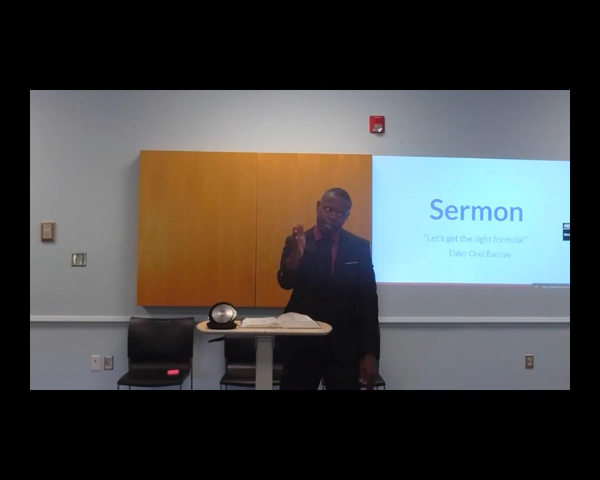 Sermon
"Let's get the right formula!"
Elder Orel Barclay